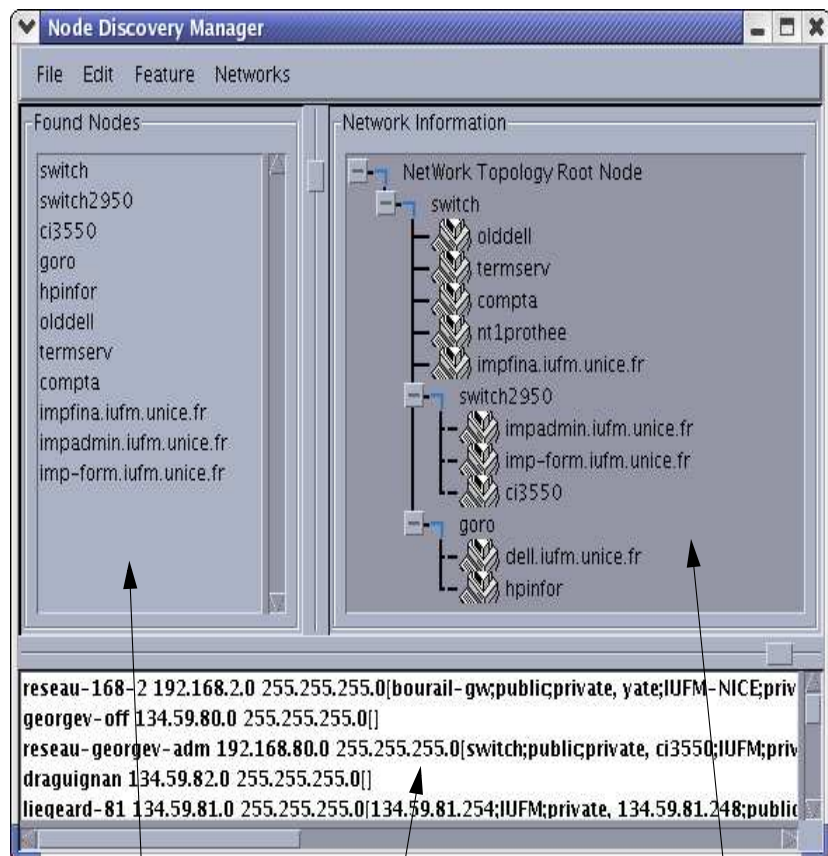 Node Discovery Manager
File Edit Feature Networks
Found Nodes
switch
switch2950
ci3550
goro
hpinfor
olddell
termserv
compta
impfina.iufm.unice.fr
impadmin.iufm.unice.fr
imp-form.iufm.unice.fr
Network Information
NetWork Topology Root Node
switch
olddell
termserv
compta
nt1prothee
impfina.iufm.unice.fr
switch2950
impadmin.iufm.unice.fr
imp-form.iufm.unice.fr
ci3550
goro
dell.iufm.unice.fr
hpinfor
reseau-168-2 192.168.2.0 255.255.255.0[bourail-gw;public;private, yate;IUFM-NICE;priv
georgev-off 134.59.80.0 255.255.255.0[]
reseau-georgev-adm 192.168.80.0 255.255.255.0[switch;public;private, ci3550;IUFM;priv
draguignan 134.59.82.0 255.255.255.0[]
liegeard-81 134.59.81.0 255.255.255.0[134.59.81.254;IUFM;private, 134.59.81.248;public